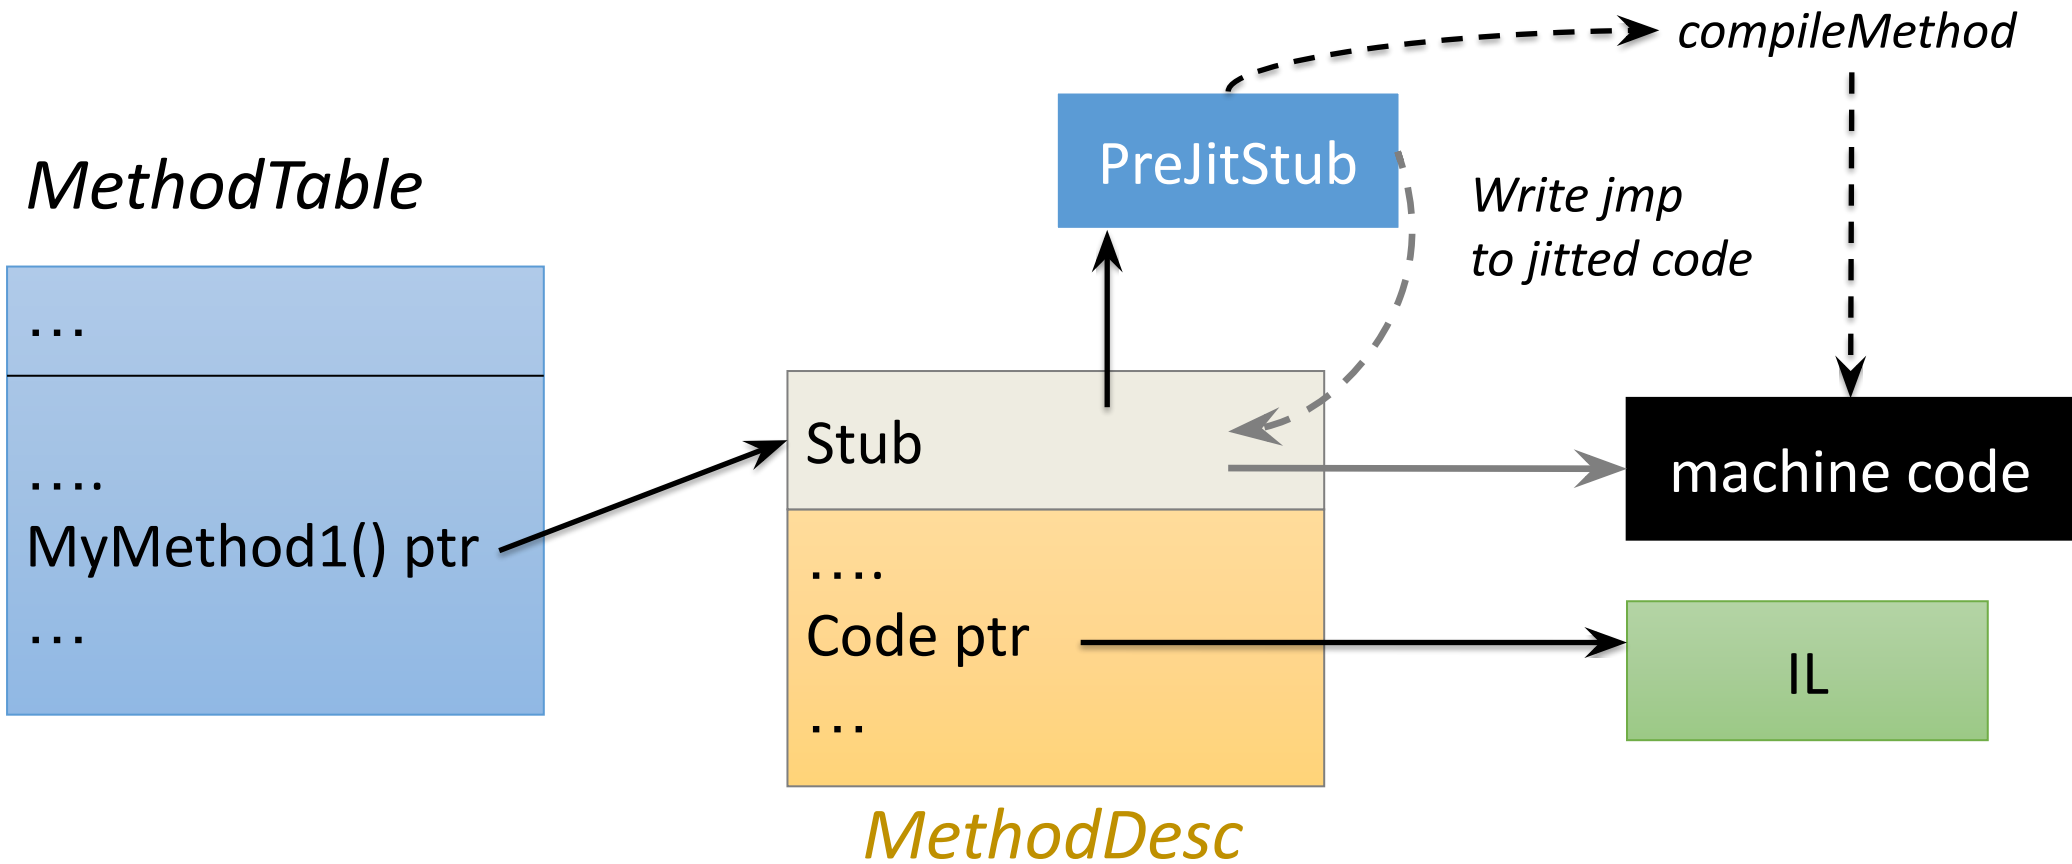 compileMethod
PreJitStub
Write jmp
to jitted code
MethodTable
…
….
MyMethod1() ptr
…
Stub
….
Code ptr
…
MethodDesc
machine code
IL